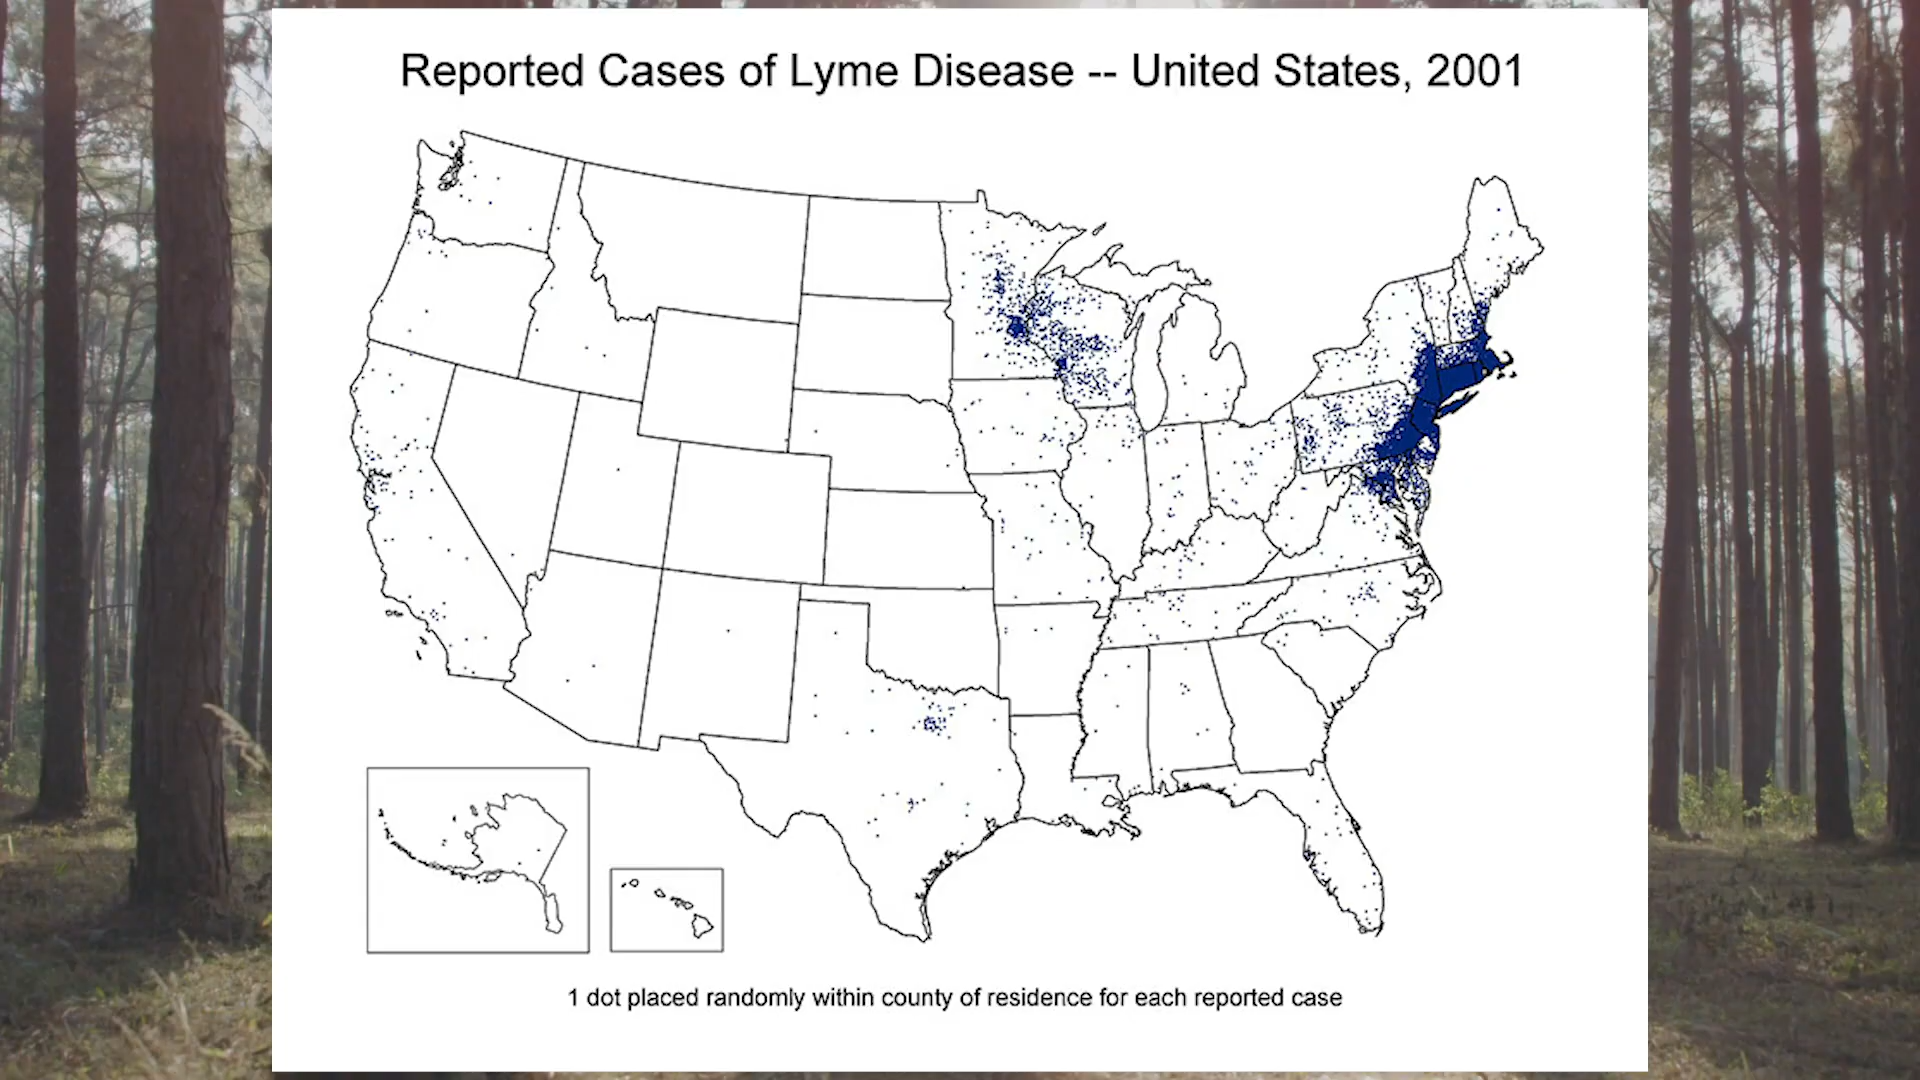 Reported Cases of Lyme Disease -- United States, 2001
1 dot placed randomly within county of residence for each reported case